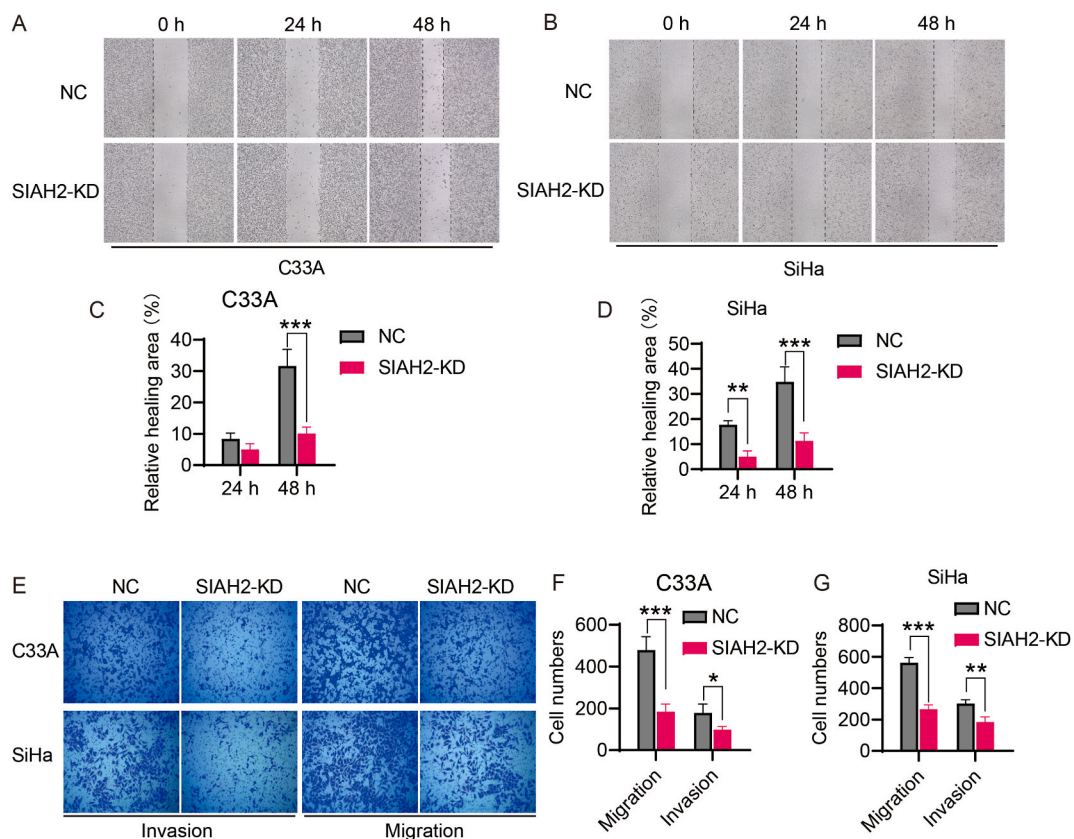 A
0 h 24 h 48 h
NC
SIAH2-KD
C33A
B
0 h 24 h 48 h
NC
SIAH2-KD
SiHa
C
C33A
Relative healing area (%)
40
30
20
10
0
***
24 h 48 h
NC
SIAH2-KD
D
SiHa
Relative healing area (%)
50
40
30
20
10
0
**
***
24 h 48 h
NC
SIAH2-KD
E
NC SIAH2-KD NC SIAH2-KD
C33A
SiHa
Invasion Migration
F
C33A
Cell numbers
600
400
200
0
***
*
Migration Invasion
NC
SIAH2-KD
G
SiHa
Cell numbers
800
600
400
200
0
***
**
Migration Invasion
NC
SIAH2-KD